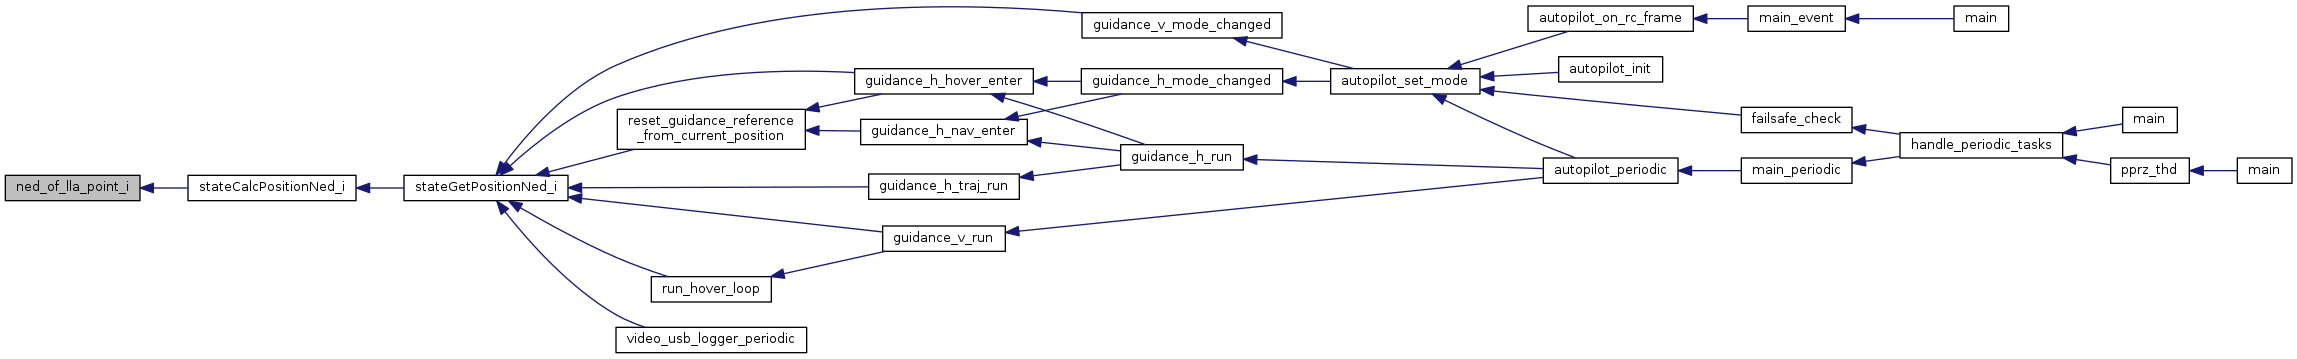 ned_of_lla_point_i
stateCalcPositionNed_i
stateGetPositionNed_i
guidance_v_mode_changed
guidance_h_hover_enter
reset_guidance_reference
_from_current_position
guidance_h_nav_enter
guidance_h_traj_run
guidance_v_run
run_hover_loop
video_usb_logger_periodic
guidance_h_mode_changed
guidance_h_run
autopilot_set_mode
autopilot_on_rc_frame
autopilot_init
autopilot_periodic
main_event
main
failsafe_check
main_periodic
handle_periodic_tasks
main
pprz_thd
main